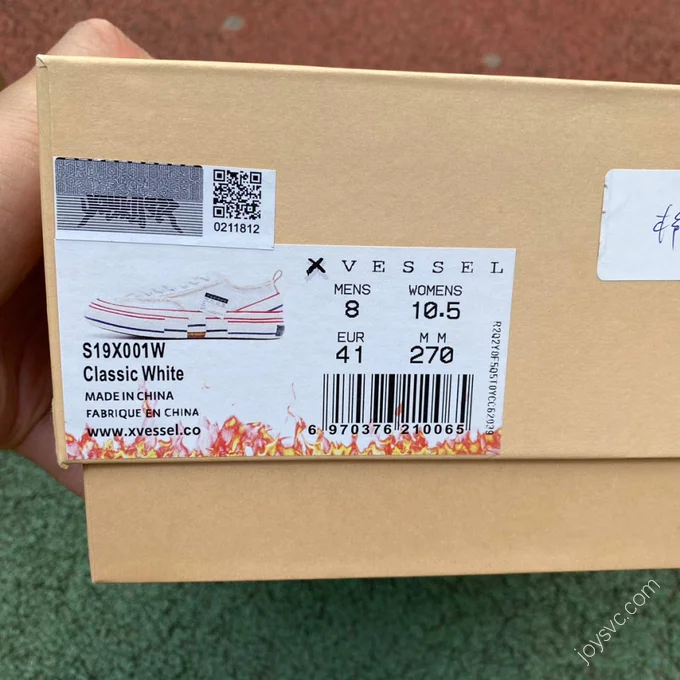 0211812
XVESSEL
MENS WOMENS
8 10.5
EUR M M
41 270
S19X001W
Classic White
MADE IN CHINA
FABRIQUE EN CHINA
www.xvessel.co
6 970376 210065
joysvc.com